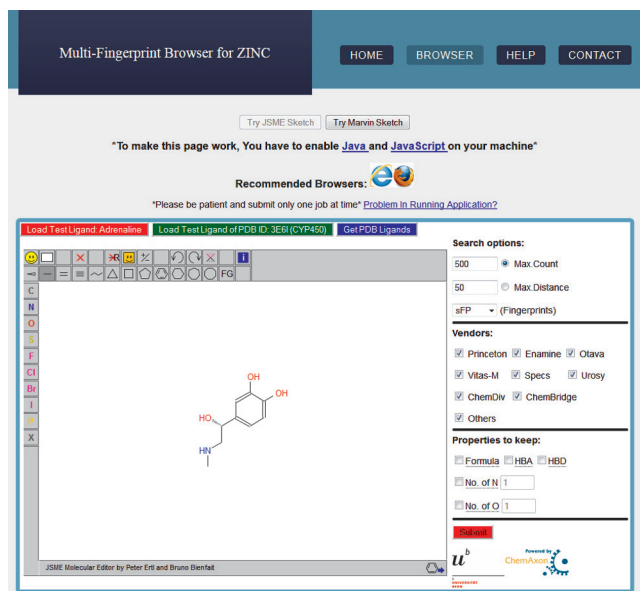 Multi-Fingerprint Browser for ZINC
HOME BROWSER HELP CONTACT
Try JSME Sketch Try Marvin Sketch
*To make this page work, You have to enable Java and JavaScript on your machine*
Recommended Browsers:
*Please be patient and submit only one job at time* Problem In Running Application?
Load Test Ligand: Adrenaline Load Test Ligand of PDB ID: 3E6I (CYP450) Get PDB Ligands
Search options:
500 Max.Count
50 Max.Distance
sFP (Fingerprints)
Vendors:
Princeton Enamine Otava
Vitas-M Specs Urosy
ChemDiv ChemBridge
Others
Properties to keep:
Formula HBA HBD
No. of N 1
No. of O 1
Submit
R i
FG
C
N
O
S
F
Cl
Br
I
X
OH
OH
HO
HN
JSME Molecular Editor by Peter Ertl and Bruno Bienfait
u b
Powered by
ChemAxon